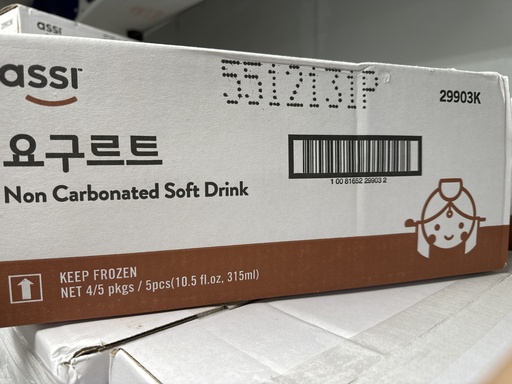 assi
assi
5512131P
29903K
요구르트
1 00 81652 29903 2
Non Carbonated Soft Drink
KEEP FROZEN
NET 4/5 pkgs / 5pcs(10.5 fl.oz, 315ml)